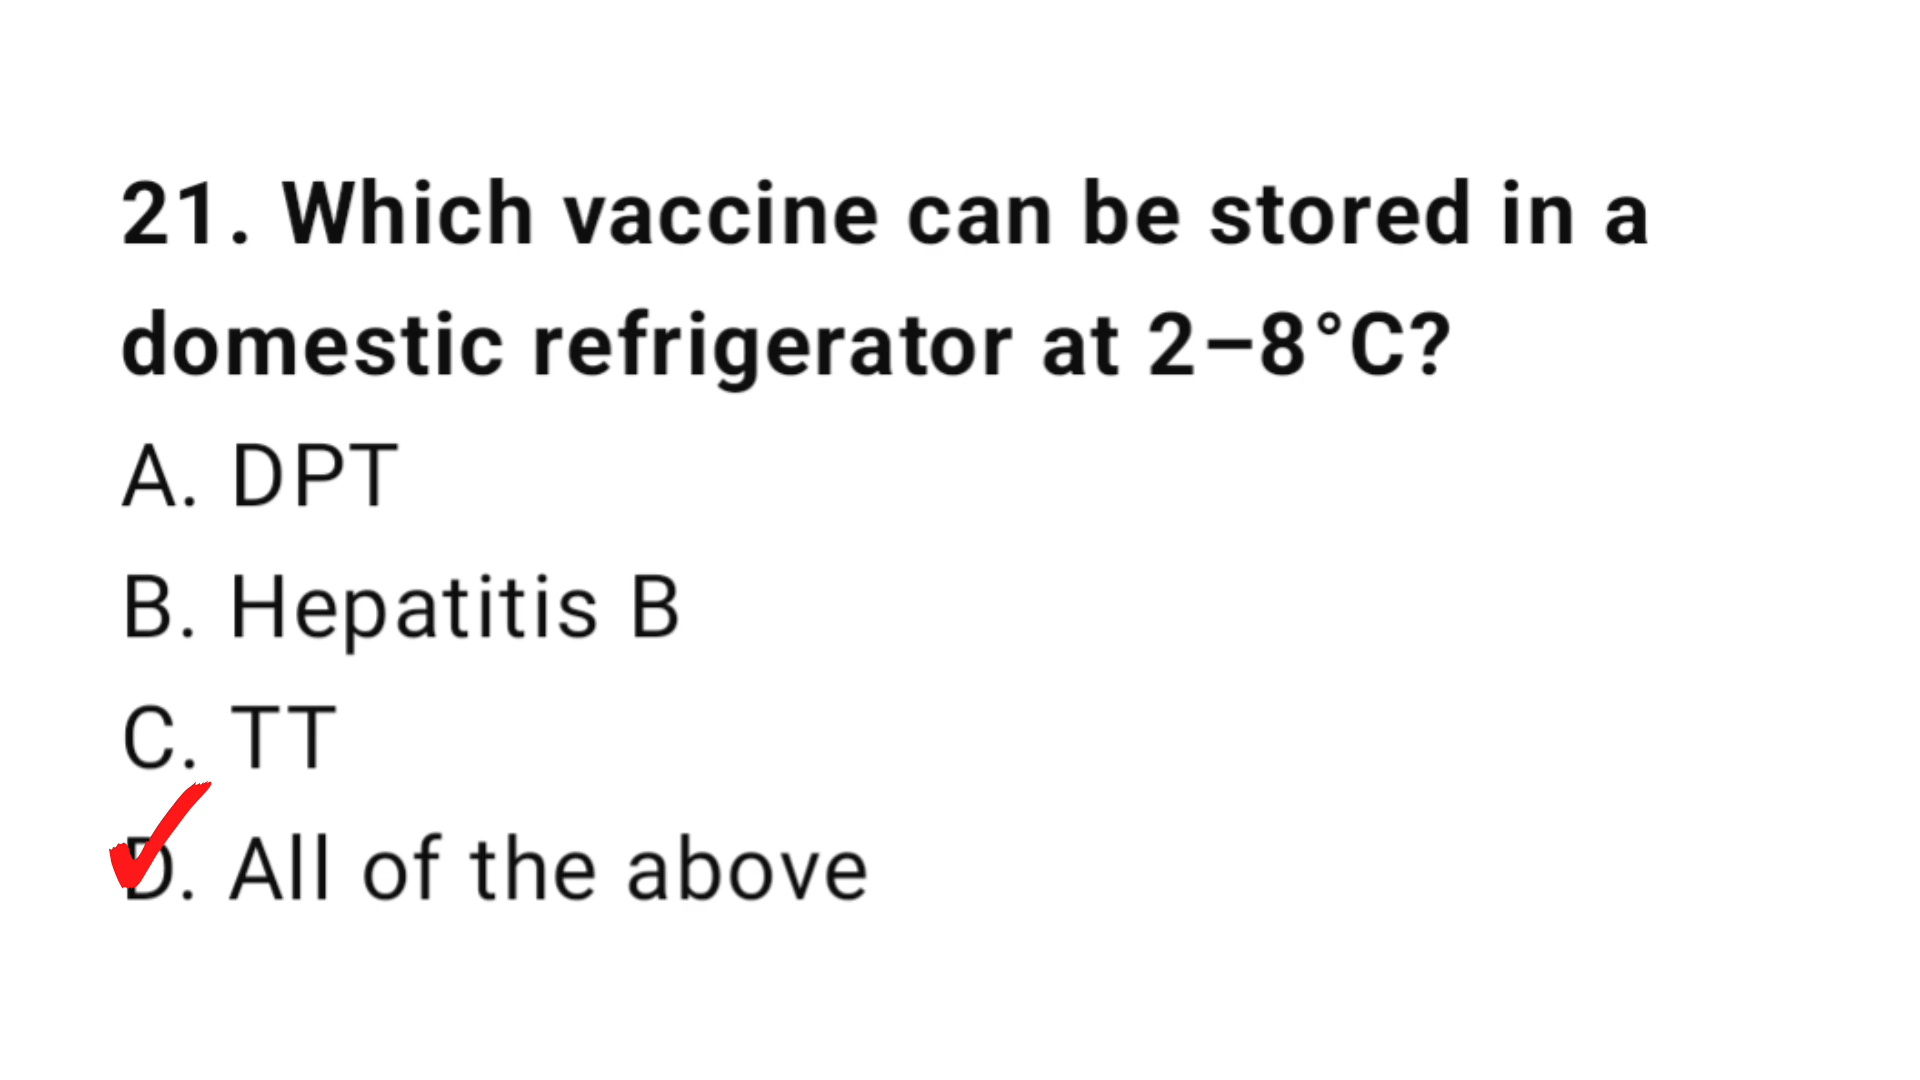 21. Which vaccine can be stored in a
domestic refrigerator at 2–8°C?
A. DPT
B. Hepatitis B
C. TT
D. All of the above